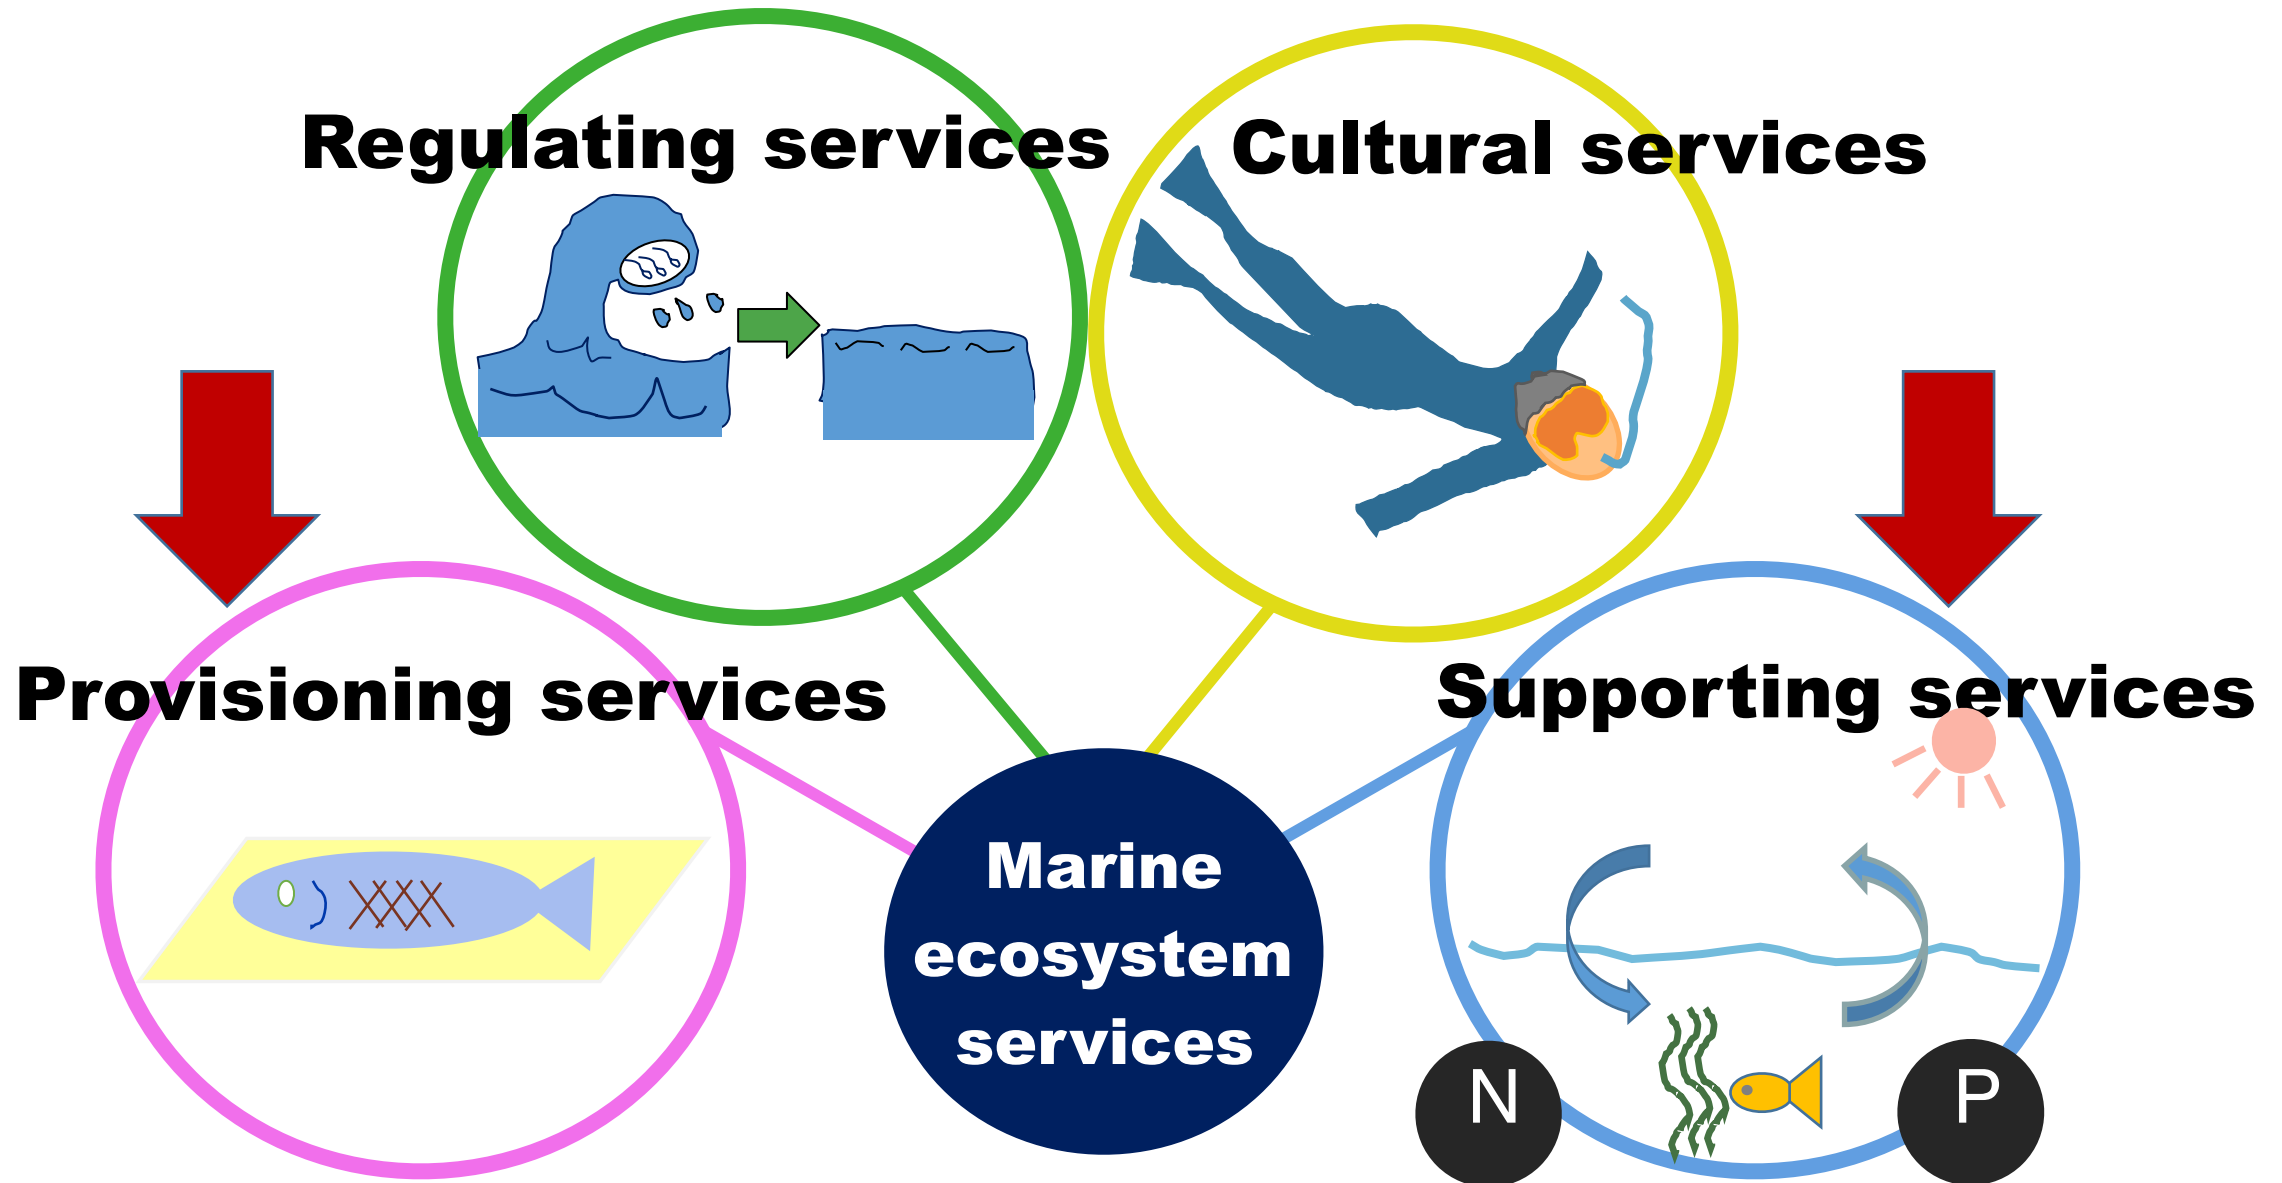 Regulating services
Cultural services
Provisioning services
Supporting services
Marine
ecosystem
services
N
P